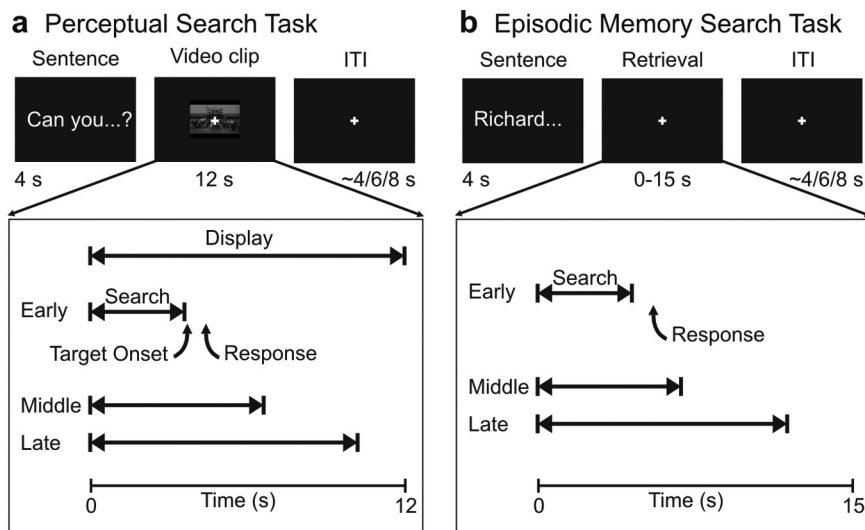 a Perceptual Search Task
Sentence Video clip ITI
Can you...?
4 s 12 s ~4/6/8 s
Display
Early Search
Target Onset Response
Middle
Late
0 Time (s) 12
b Episodic Memory Search Task
Sentence Retrieval ITI
Richard...
4 s 0-15 s ~4/6/8 s
Early Search
Response
Middle
Late
0 Time (s) 15